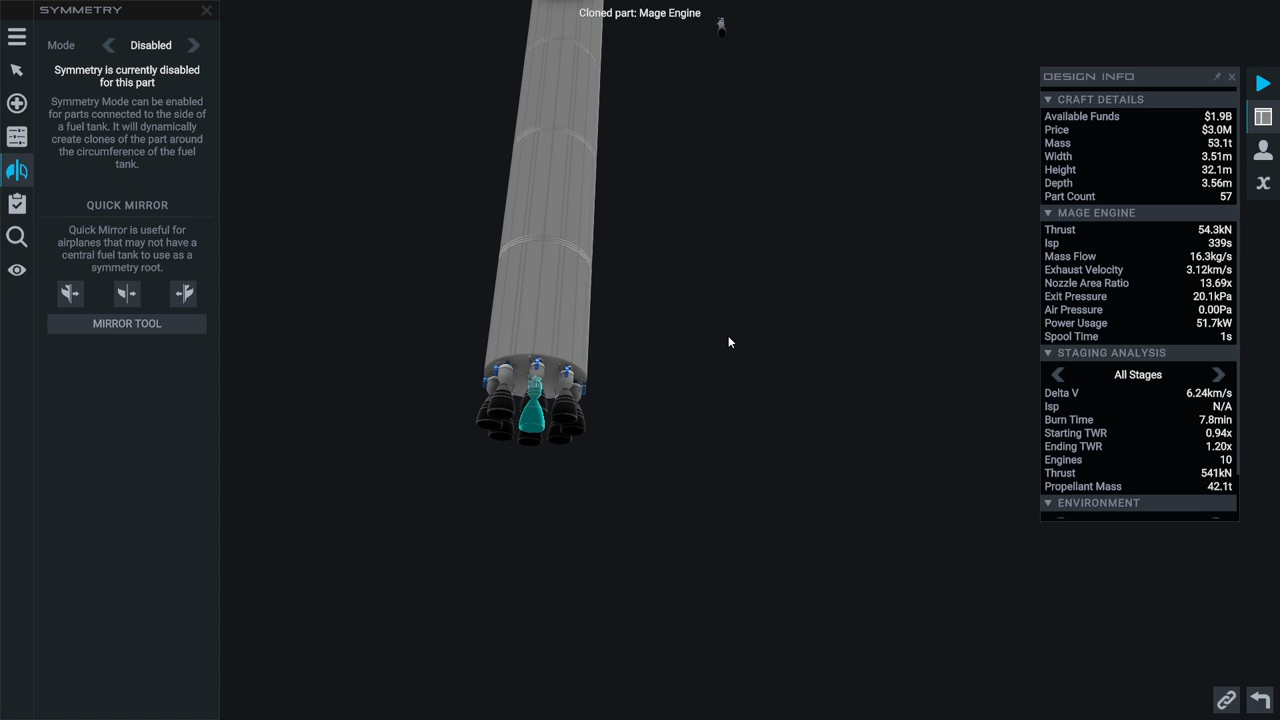 SYMMETRY
Cloned part: Mage Engine
Mode
Disabled
Symmetry is currently disabled
for this part
Symmetry Mode can be enabled
for parts connected to the side of
a fuel tank. It will dynamically
create clones of the part around
the circumference of the fuel
tank.
QUICK MIRROR
Quick Mirror is useful for
airplanes that may not have a
central fuel tank to use as a
symmetry root.
MIRROR TOOL
DESIGN INFO
CRAFT DETAILS
Available Funds $1.9B
Price $3.0M
Mass 53.1t
Width 3.51m
Height 32.1m
Depth 3.56m
Part Count 57
MAGE ENGINE
Thrust 54.3kN
Isp 339s
Mass Flow 16.3kg/s
Exhaust Velocity 3.12km/s
Nozzle Area Ratio 13.69x
Exit Pressure 20.1kPa
Air Pressure 0.00Pa
Power Usage 51.7kW
Spool Time 1s
STAGING ANALYSIS
All Stages
Delta V 6.24km/s
Isp N/A
Burn Time 7.8min
Starting TWR 0.94x
Ending TWR 1.20x
Engines 10
Thrust 541kN
Propellant Mass 42.1t
ENVIRONMENT
x